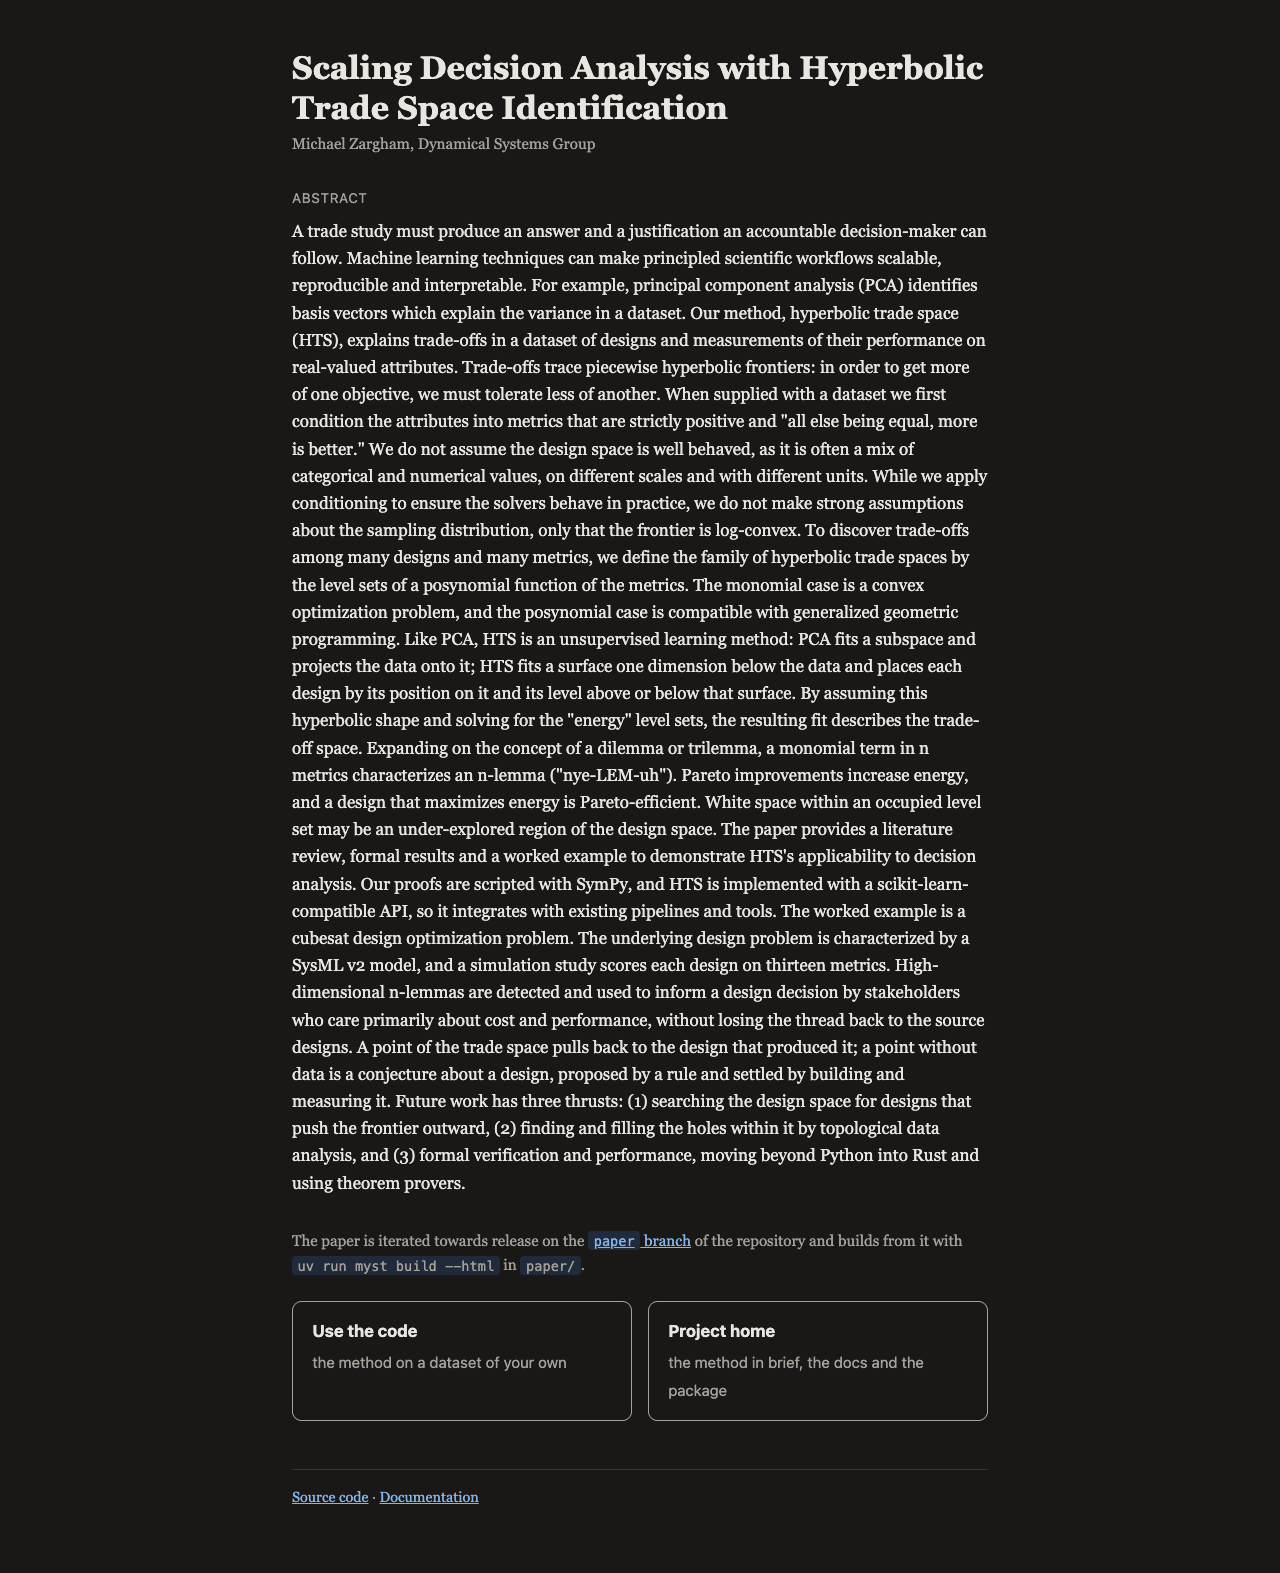 Scaling Decision Analysis with Hyperbolic
Trade Space Identification
Michael Zargham, Dynamical Systems Group
ABSTRACT
A trade study must produce an answer and a justification an accountable decision-maker can
follow. Machine learning techniques can make principled scientific workflows scalable,
reproducible and interpretable. For example, principal component analysis (PCA) identifies
basis vectors which explain the variance in a dataset. Our method, hyperbolic trade space
(HTS), explains trade-offs in a dataset of designs and measurements of their performance on
real-valued attributes. Trade-offs trace piecewise hyperbolic frontiers: in order to get more
of one objective, we must tolerate less of another. When supplied with a dataset we first
condition the attributes into metrics that are strictly positive and "all else being equal, more
is better." We do not assume the design space is well behaved, as it is often a mix of
categorical and numerical values, on different scales and with different units. While we apply
conditioning to ensure the solvers behave in practice, we do not make strong assumptions
about the sampling distribution, only that the frontier is log-convex. To discover trade-offs
among many designs and many metrics, we define the family of hyperbolic trade spaces by
the level sets of a posynomial function of the metrics. The monomial case is a convex
optimization problem, and the posynomial case is compatible with generalized geometric
programming. Like PCA, HTS is an unsupervised learning method: PCA fits a subspace and
projects the data onto it; HTS fits a surface one dimension below the data and places each
design by its position on it and its level above or below that surface. By assuming this
hyperbolic shape and solving for the "energy" level sets, the resulting fit describes the trade-
off space. Expanding on the concept of a dilemma or trilemma, a monomial term in n
metrics characterizes an n-lemma ("nye-LEM-uh"). Pareto improvements increase energy,
and a design that maximizes energy is Pareto-efficient. White space within an occupied level
set may be an under-explored region of the design space. The paper provides a literature
review, formal results and a worked example to demonstrate HTS's applicability to decision
analysis. Our proofs are scripted with SymPy, and HTS is implemented with a scikit-learn-
compatible API, so it integrates with existing pipelines and tools. The worked example is a
cubesat design optimization problem. The underlying design problem is characterized by a
SysML v2 model, and a simulation study scores each design on thirteen metrics. High-
dimensional n-lemmas are detected and used to inform a design decision by stakeholders
who care primarily about cost and performance, without losing the thread back to the source
designs. A point of the trade space pulls back to the design that produced it; a point without
data is a conjecture about a design, proposed by a rule and settled by building and
measuring it. Future work has three thrusts: (1) searching the design space for designs that
push the frontier outward, (2) finding and filling the holes within it by topological data
analysis, and (3) formal verification and performance, moving beyond Python into Rust and
using theorem provers.
The paper is iterated towards release on the paper branch of the repository and builds from it with
uv run myst build --html in paper/.
Use the code
the method on a dataset of your own
Project home
the method in brief, the docs and the
package
Source code · Documentation